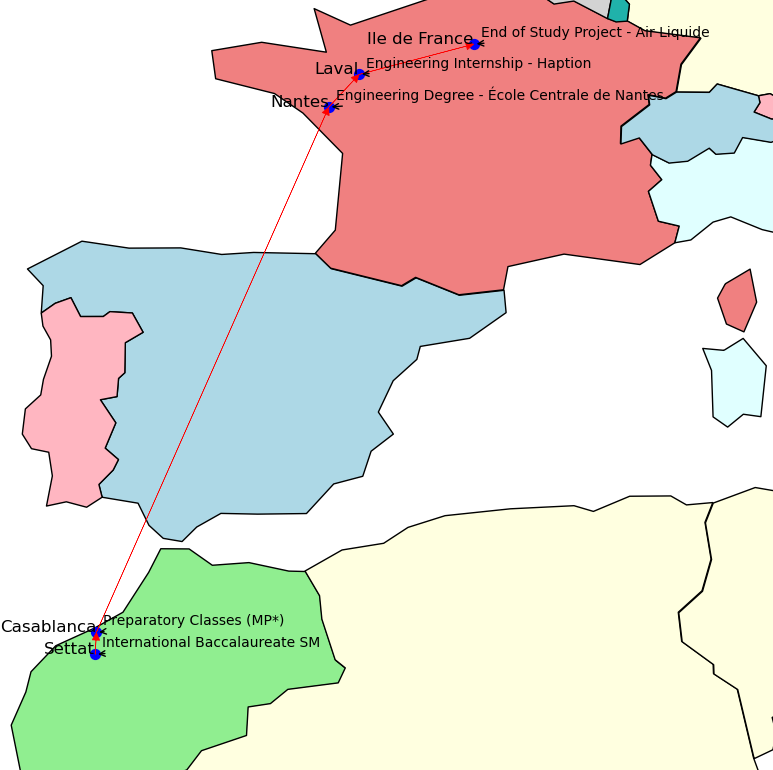 End of Study Project - Air Liquide
Ile de France
Engineering Internship - Haption
Laval
Engineering Degree - École Centrale de Nantes
Nantes
Preparatory Classes (MP*)
Casablanca
International Baccalaureate SM
Settat